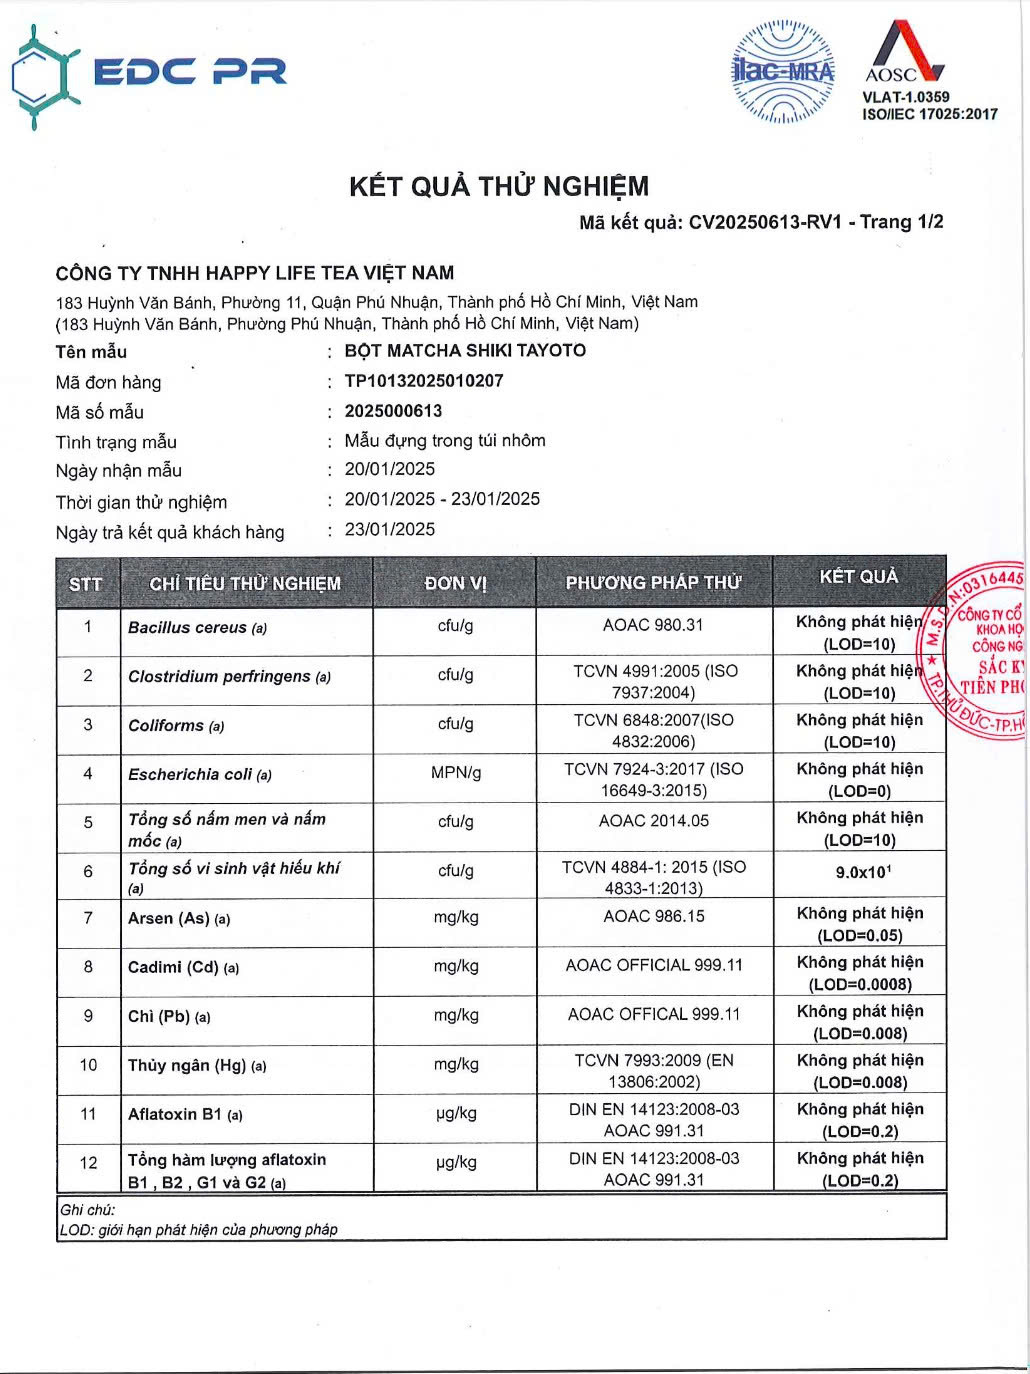 EDC PR
ilac-MRA
AOSC
VLAT-1.0359
ISO/IEC 17025:2017
KẾT QUẢ THỬ NGHIỆM
Mã kết quả: CV20250613-RV1 - Trang 1/2
CÔNG TY TNHH HAPPY LIFE TEA VIỆT NAM
183 Huỳnh Văn Bánh, Phường 11, Quận Phú Nhuận, Thành phố Hồ Chí Minh, Việt Nam
(183 Huỳnh Văn Bánh, Phường Phú Nhuận, Thành phố Hồ Chí Minh, Việt Nam)
Tên mẫu : BỘT MATCHA SHIKI TAYOTO
Mã đơn hàng : TP10132025010207
Mã số mẫu : 2025000613
Tình trạng mẫu : Mẫu đựng trong túi nhôm
Ngày nhận mẫu : 20/01/2025
Thời gian thử nghiệm : 20/01/2025 - 23/01/2025
Ngày trả kết quả khách hàng : 23/01/2025
STT CHỈ TIÊU THỬ NGHIỆM ĐƠN VỊ PHƯƠNG PHÁP THỬ KẾT QUẢ
1 Bacillus cereus (a) cfu/g AOAC 980.31 Không phát hiện
(LOD=10)
2 Clostridium perfringens (a) cfu/g TCVN 4991:2005 (ISO Không phát hiện
7937:2004) (LOD=10)
3 Coliforms (a) cfu/g TCVN 6848:2007(ISO Không phát hiện
4832:2006) (LOD=10)
4 Escherichia coli (a) MPN/g TCVN 7924-3:2017 (ISO Không phát hiện
16649-3:2015) (LOD=0)
5 Tổng số nấm men và nấm cfu/g AOAC 2014.05 Không phát hiện
mốc (a) (LOD=10)
6 Tổng số vi sinh vật hiếu khí cfu/g TCVN 4884-1: 2015 (ISO 9.0x10¹
(a) 4833-1:2013)
7 Arsen (As) (a) mg/kg AOAC 986.15 Không phát hiện
(LOD=0.05)
8 Cadimi (Cd) (a) mg/kg AOAC OFFICIAL 999.11 Không phát hiện
(LOD=0.0008)
9 Chì (Pb) (a) mg/kg AOAC OFFICAL 999.11 Không phát hiện
(LOD=0.008)
10 Thủy ngân (Hg) (a) mg/kg TCVN 7993:2009 (EN Không phát hiện
13806:2002) (LOD=0.008)
11 Aflatoxin B1 (a) µg/kg DIN EN 14123:2008-03 Không phát hiện
AOAC 991.31 (LOD=0.2)
12 Tổng hàm lượng aflatoxin µg/kg DIN EN 14123:2008-03 Không phát hiện
B1 , B2 , G1 và G2 (a) AOAC 991.31 (LOD=0.2)
Ghi chú:
LOD: giới hạn phát hiện của phương pháp
M.S.D.N:0316445
CÔNG TY CỔ
KHOA HỌ
CÔNG NG
SẮC K
TIÊN PH
TP.THỦ ĐỨC-TP.H